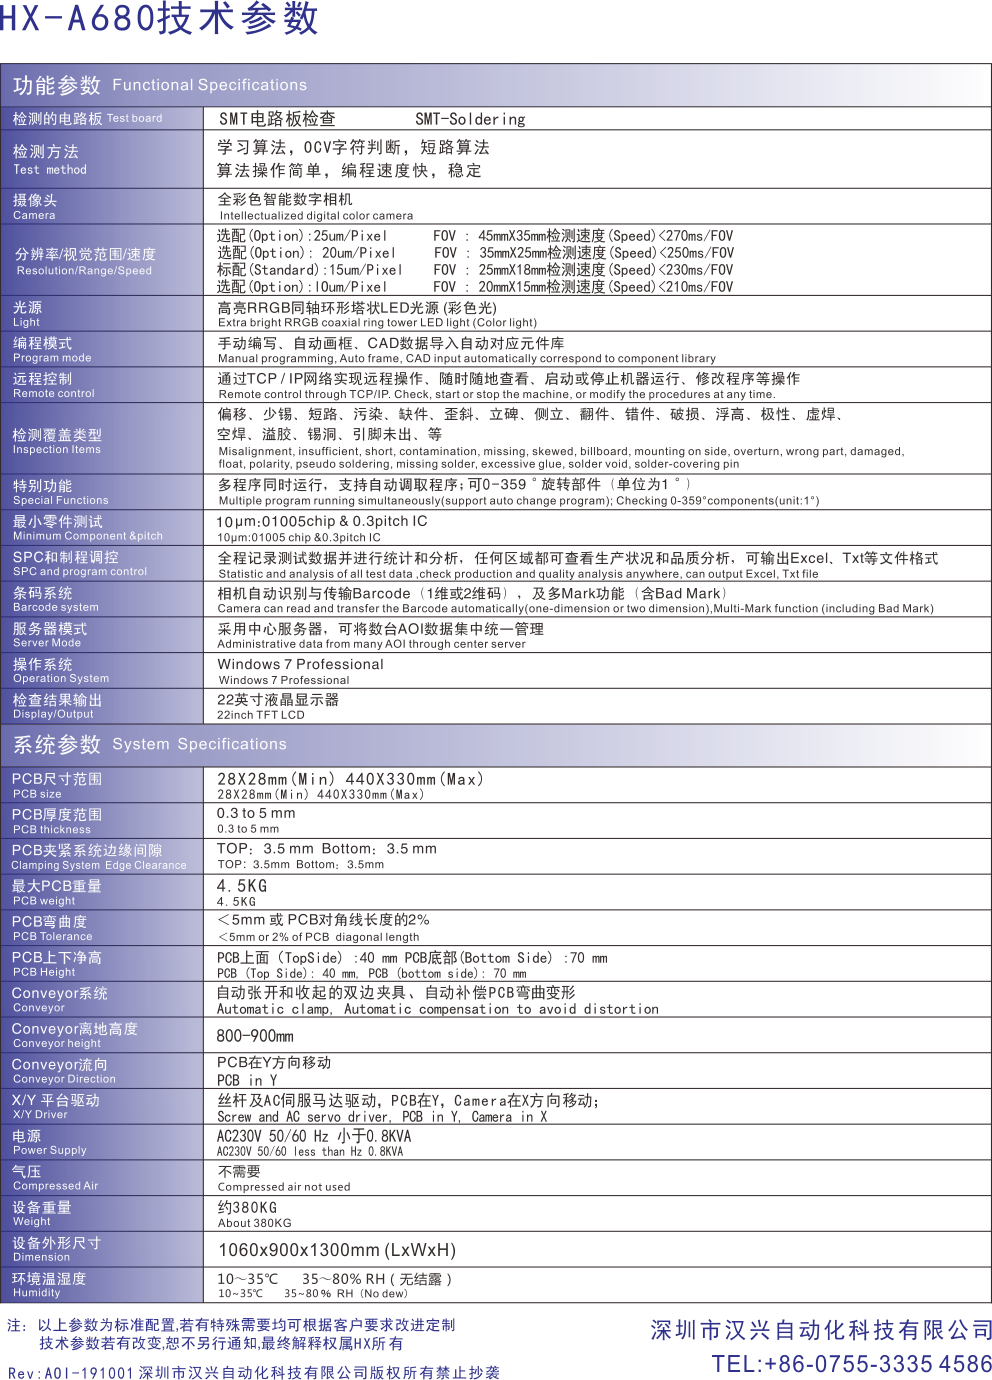 HX-A680技术参数
功能参数 Functional Specifications
检测的电路板 Test board
SMT电路板检查 SMT-Soldering
检测方法
Test method
学习算法，OCV字符判断，短路算法
算法操作简单，编程速度快，稳定
摄像头
Camera
全彩色智能数字相机
Intellectualized digital color camera
分辨率/视觉范围/速度
Resolution/Range/Speed
选配(Option):25um/Pixel FOV : 45mmX35mm检测速度(Speed)<270ms/FOV
选配(Option): 20um/Pixel FOV : 35mmX25mm检测速度(Speed)<250ms/FOV
标配(Standard):15um/Pixel FOV : 25mmX18mm检测速度(Speed)<230ms/FOV
选配(Option):10um/Pixel FOV : 20mmX15mm检测速度(Speed)<210ms/FOV
光源
Light
高亮RRGB同轴环形塔状LED光源 (彩色光)
Extra bright RRGB coaxial ring tower LED light (Color light)
编程模式
Program mode
手动编写、自动画框、CAD数据导入自动对应元件库
Manual programming, Auto frame, CAD input automatically correspond to component library
远程控制
Remote control
通过TCP / IP网络实现远程操作、随时随地查看、启动或停止机器运行、修改程序等操作
Remote control through TCP/IP. Check, start or stop the machine, or modify the procedures at any time.
检测覆盖类型
Inspection Items
偏移、少锡、短路、污染、缺件、歪斜、立碑、侧立、翻件、错件、破损、浮高、极性、虚焊、
空焊、溢胶、锡洞、引脚未出、等
Misalignment, insufficient, short, contamination, missing, skewed, billboard, mounting on side, overturn, wrong part, damaged,
float, polarity, pseudo soldering, missing solder, excessive glue, solder void, solder-covering pin
特别功能
Special Functions
多程序同时运行，支持自动调取程序；可0-359 ° 旋转部件（单位为1 ° ）
Multiple program running simultaneously(support auto change program); Checking 0-359°components(unit:1°)
最小零件测试
Minimum Component &pitch
10μm:01005chip & 0.3pitch IC
10μm:01005 chip &0.3pitch IC
SPC和制程调控
SPC and program control
全程记录测试数据并进行统计和分析，任何区域都可查看生产状况和品质分析，可输出Excel、Txt等文件格式
Statistic and analysis of all test data ,check production and quality analysis anywhere, can output Excel, Txt file
条码系统
Barcode system
相机自动识别与传输Barcode（1维或2维码），及多Mark功能（含Bad Mark）
Camera can read and transfer the Barcode automatically(one-dimension or two dimension),Multi-Mark function (including Bad Mark)
服务器模式
Server Mode
采用中心服务器，可将数台AOI数据集中统一管理
Administrative data from many AOI through center server
操作系统
Operation System
Windows 7 Professional
Windows 7 Professional
检查结果输出
Display/Output
22英寸液晶显示器
22inch TFT LCD
系统参数 System Specifications
PCB尺寸范围
PCB size
28X28mm(Min) 440X330mm(Max)
28X28mm(Min) 440X330mm(Max)
PCB厚度范围
PCB thickness
0.3 to 5 mm
0.3 to 5 mm
PCB夹紧系统边缘间隙
Clamping System Edge Clearance
TOP：3.5 mm Bottom：3.5 mm
TOP：3.5mm Bottom：3.5mm
最大PCB重量
PCB weight
4.5KG
4.5KG
PCB弯曲度
PCB Tolerance
＜5mm 或 PCB对角线长度的2%
＜5mm or 2% of PCB diagonal length
PCB上下净高
PCB Height
PCB上面 (TopSide) :40 mm PCB底部(Bottom Side) :70 mm
PCB (Top Side): 40 mm, PCB (bottom side): 70 mm
Conveyor系统
Conveyor
自动张开和收起的双边夹具、自动补偿PCB弯曲变形
Automatic clamp, Automatic compensation to avoid distortion
Conveyor离地高度
Conveyor height
800-900mm
Conveyor流向
Conveyor Direction
PCB在Y方向移动
PCB in Y
X/Y 平台驱动
X/Y Driver
丝杆及AC伺服马达驱动，PCB在Y，Camera在X方向移动；
Screw and AC servo driver, PCB in Y, Camera in X
电源
Power Supply
AC230V 50/60 Hz 小于0.8KVA
AC230V 50/60 less than Hz 0.8KVA
气压
Compressed Air
不需要
Compressed air not used
设备重量
Weight
约380KG
About 380KG
设备外形尺寸
Dimension
1060x900x1300mm (LxWxH)
环境温湿度
Humidity
10～35℃ 35～80% RH ( 无结露 )
10~35℃ 35~80 % RH (No dew)
注： 以上参数为标准配置,若有特殊需要均可根据客户要求改进定制
技术参数若有改变,恕不另行通知,最终解释权属HX所有
Rev:AOI-191001 深圳市汉兴自动化科技有限公司版权所有禁止抄袭
深圳市汉兴自动化科技有限公司
TEL:+86-0755-3335 4586